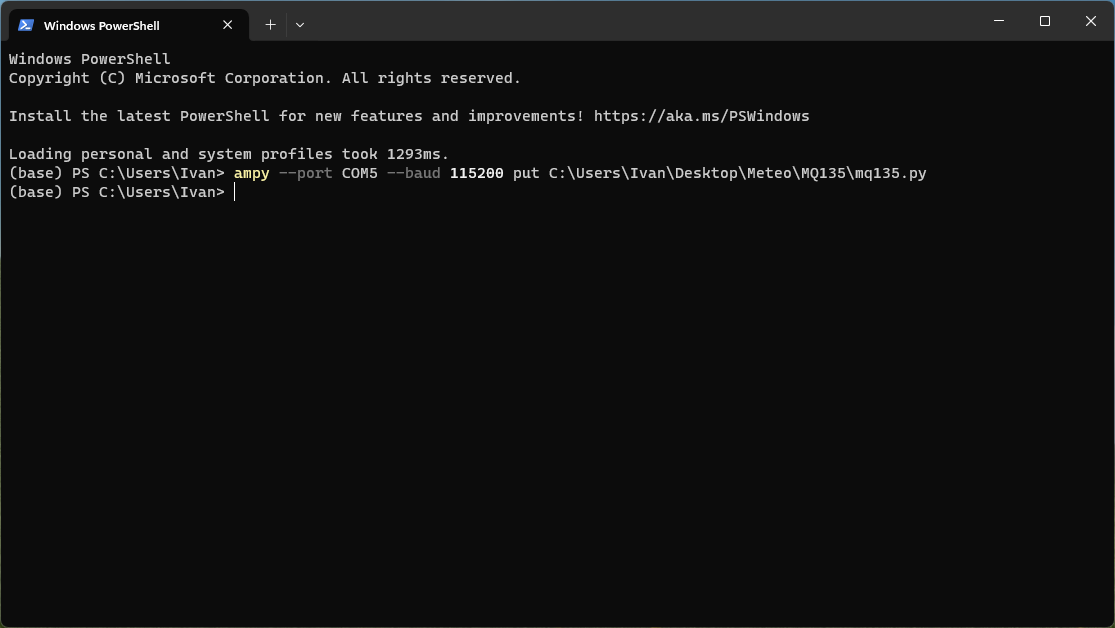 Windows PowerShell
Windows PowerShell
Copyright (C) Microsoft Corporation. All rights reserved.
Install the latest PowerShell for new features and improvements! https://aka.ms/PSWindows
Loading personal and system profiles took 1293ms.
(base) PS C:\Users\Ivan> ampy --port COM5 --baud 115200 put C:\Users\Ivan\Desktop\Meteo\MQ135\mq135.py
(base) PS C:\Users\Ivan>